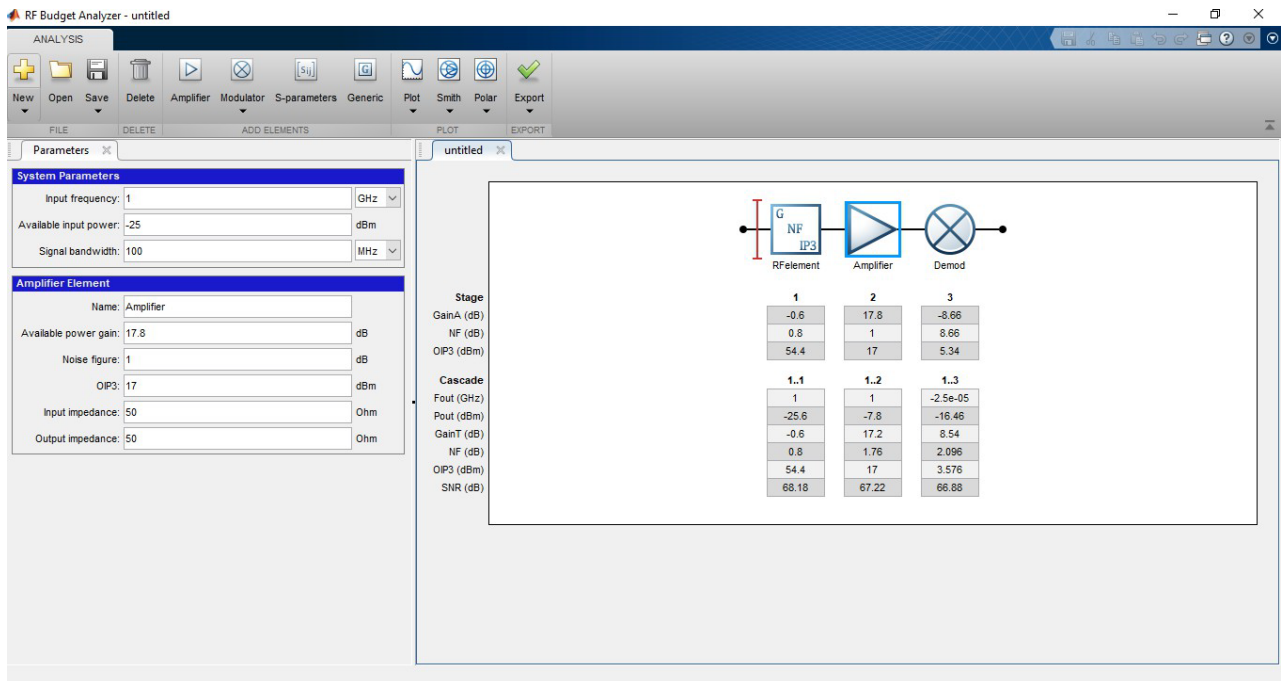 RF Budget Analyzer - untitled
ANALYSIS
New Open Save Delete Amplifier Modulator S-parameters Generic Plot Smith Polar Export
[Sij] G
FILE DELETE ADD ELEMENTS PLOT EXPORT
Parameters
System Parameters
Input frequency: 1 GHz
Available input power: -25 dBm
Signal bandwidth: 100 MHz
Amplifier Element
Name: Amplifier
Available power gain: 17.8 dB
Noise figure: 1 dB
OIP3: 17 dBm
Input impedance: 50 Ohm
Output impedance: 50 Ohm
untitled
G
NF
IP3
RFelement Amplifier Demod
Stage 1 2 3
GainA (dB) -0.6 17.8 -8.66
NF (dB) 0.8 1 8.66
OIP3 (dBm) 54.4 17 5.34
Cascade 1..1 1..2 1..3
Fout (GHz) 1 1 -2.5e-05
Pout (dBm) -25.6 -7.8 -16.46
GainT (dB) -0.6 17.2 8.54
NF (dB) 0.8 1.76 2.096
OIP3 (dBm) 54.4 17 3.576
SNR (dB) 68.18 67.22 66.88